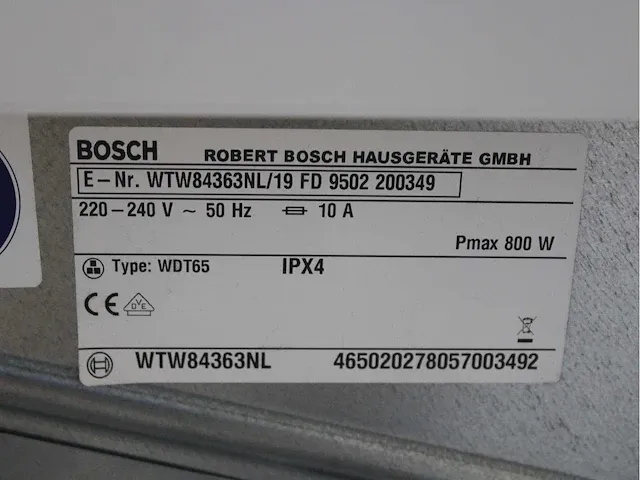 BOSCH ROBERT BOSCH HAUSGERÄTE GMBH
E-Nr. WTW84363NL/19 FD 9502 200349
220-240 V ~ 50 Hz 10 A
Pmax 800 W
Type: WDT65 IPX4
CE DVE
WTW84363NL 465020278057003492